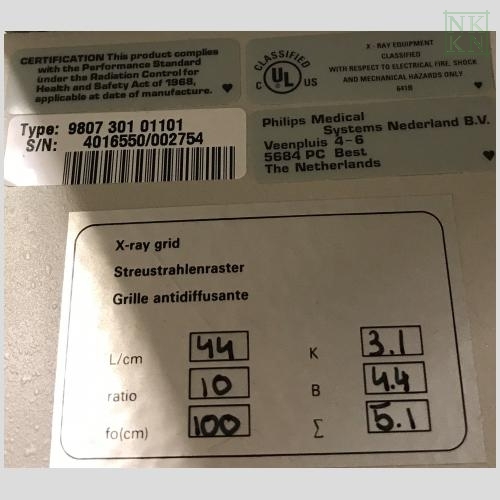 NK
KN
CERTIFICATION This product complies
with the Performance Standard
under the Radiation Control for
Health and Safety Act of 1968,
applicable at date of manufacture.
CLASSIFIED
C UL US
X - RAY EQUIPMENT
CLASSIFIED
WITH RESPECT TO ELECTRICAL FIRE, SHOCK
AND MECHANICAL HAZARDS ONLY
641B
Type: 9807 301 01101
S/N: 4016550/002754
Philips Medical
Systems Nederland B.V.
Veenpluis 4-6
5684 PC Best
The Netherlands
X-ray grid
Streustrahlenraster
Grille antidiffusante
L/cm 44 K 3.1
ratio 10 B 4.4
fo(cm) 100 Σ 5.1